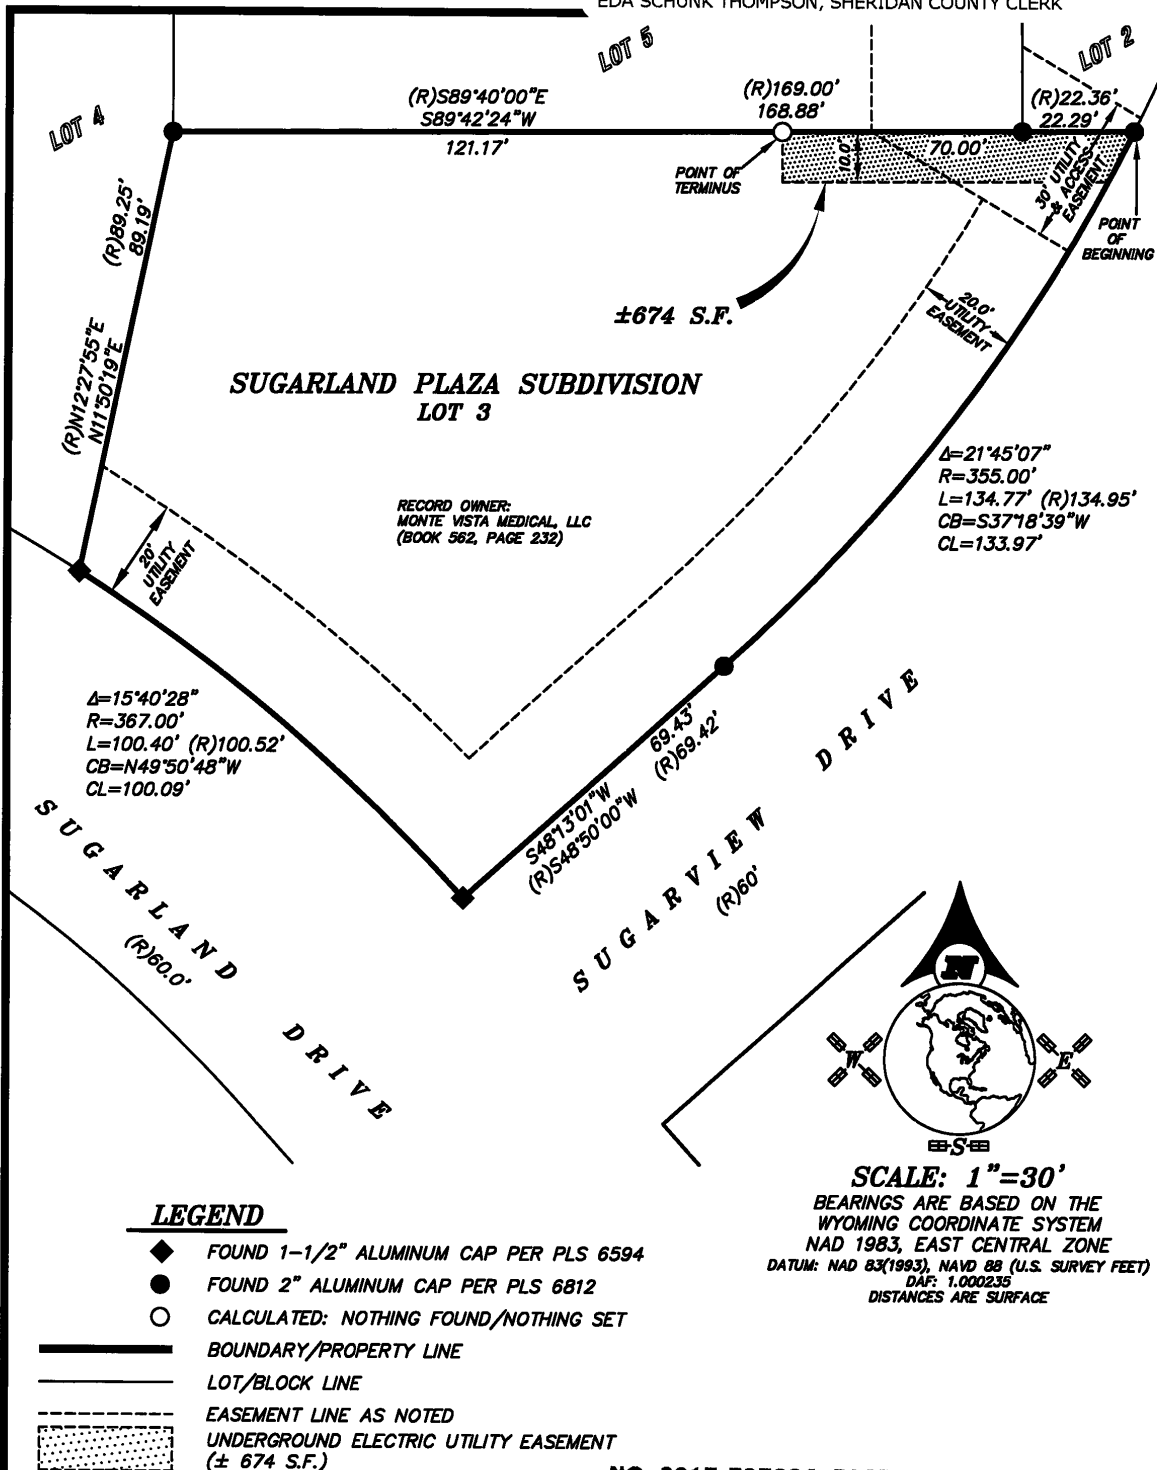 EDA SCHUNK THOMPSON, SHERIDAN COUNTY CLERK
LOT 5
LOT 2
LOT 4
(R)S89°40'00"E
S89°42'24"W
121.17'
(R)169.00'
168.88'
(R)22.36'
22.29'
10.0'
70.00'
POINT OF
TERMINUS
30' UTILITY
& ACCESS
EASEMENT
POINT
OF
BEGINNING
(R)89.25'
89.19'
(R)N12°27'55"E
N11°50'19"E
±674 S.F.
20.0'
UTILITY
EASEMENT
SUGARLAND PLAZA SUBDIVISION
LOT 3
Δ=21°45'07"
R=355.00'
L=134.77' (R)134.95'
CB=S37°18'39"W
CL=133.97'
RECORD OWNER:
MONTE VISTA MEDICAL, LLC
(BOOK 562, PAGE 232)
20'
UTILITY
EASEMENT
Δ=15°40'28"
R=367.00'
L=100.40' (R)100.52'
CB=N49°50'48"W
CL=100.09'
69.43'
(R)69.42'
S48°13'01"W
(R)S48°50'00"W
SUGARVIEW DRIVE
(R)60'
SUGARLAND DRIVE
(R)60.0'
N
W
E
S
SCALE: 1"=30'
BEARINGS ARE BASED ON THE
WYOMING COORDINATE SYSTEM
NAD 1983, EAST CENTRAL ZONE
DATUM: NAD 83(1993), NAVD 88 (U.S. SURVEY FEET)
DAF: 1.000235
DISTANCES ARE SURFACE
LEGEND
FOUND 1-1/2" ALUMINUM CAP PER PLS 6594
FOUND 2" ALUMINUM CAP PER PLS 6812
CALCULATED: NOTHING FOUND/NOTHING SET
BOUNDARY/PROPERTY LINE
LOT/BLOCK LINE
EASEMENT LINE AS NOTED
UNDERGROUND ELECTRIC UTILITY EASEMENT
(± 674 S.F.)